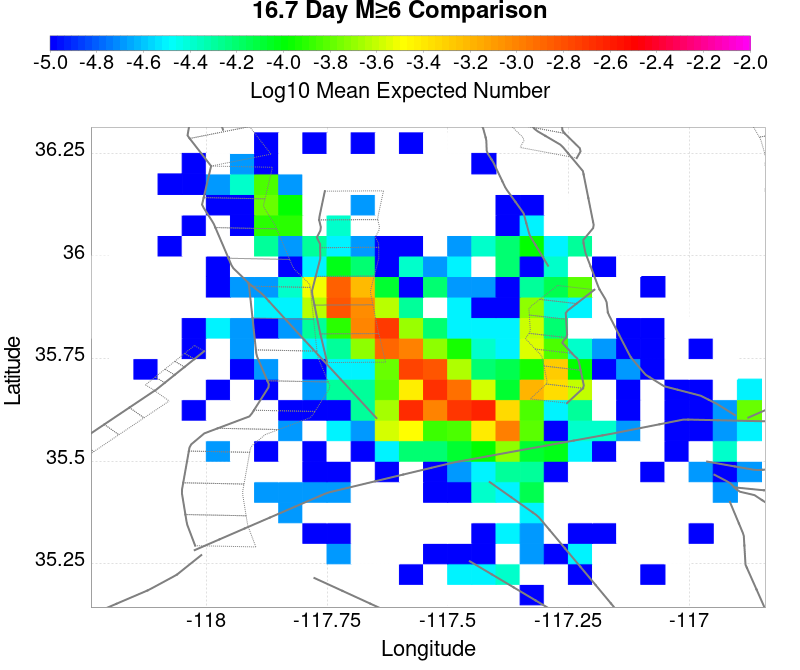 16.7 Day M≥6 Comparison
-5.0 -4.8 -4.6 -4.4 -4.2 -4.0 -3.8 -3.6 -3.4 -3.2 -3.0 -2.8 -2.6 -2.4 -2.2 -2.0
Log10 Mean Expected Number
36.25
36
35.75
35.5
35.25
Latitude
-118 -117.75 -117.5 -117.25 -117
Longitude